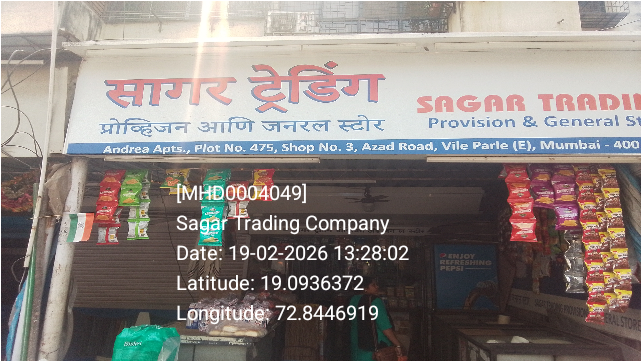 सागर ट्रेडिंग
प्रोव्हिजन आणि जनरल स्टोर
SAGAR TRADIN
Provision & General St
Andrea Apts., Plot No. 475, Shop No. 3, Azad Road, Vile Parle (E), Mumbai - 400
[MHD0004049]
Sagar Trading Company
Date: 19-02-2026 13:28:02
Latitude: 19.0936372
Longitude: 72.8446919
ENJOY
REFRESHING
PEPSI